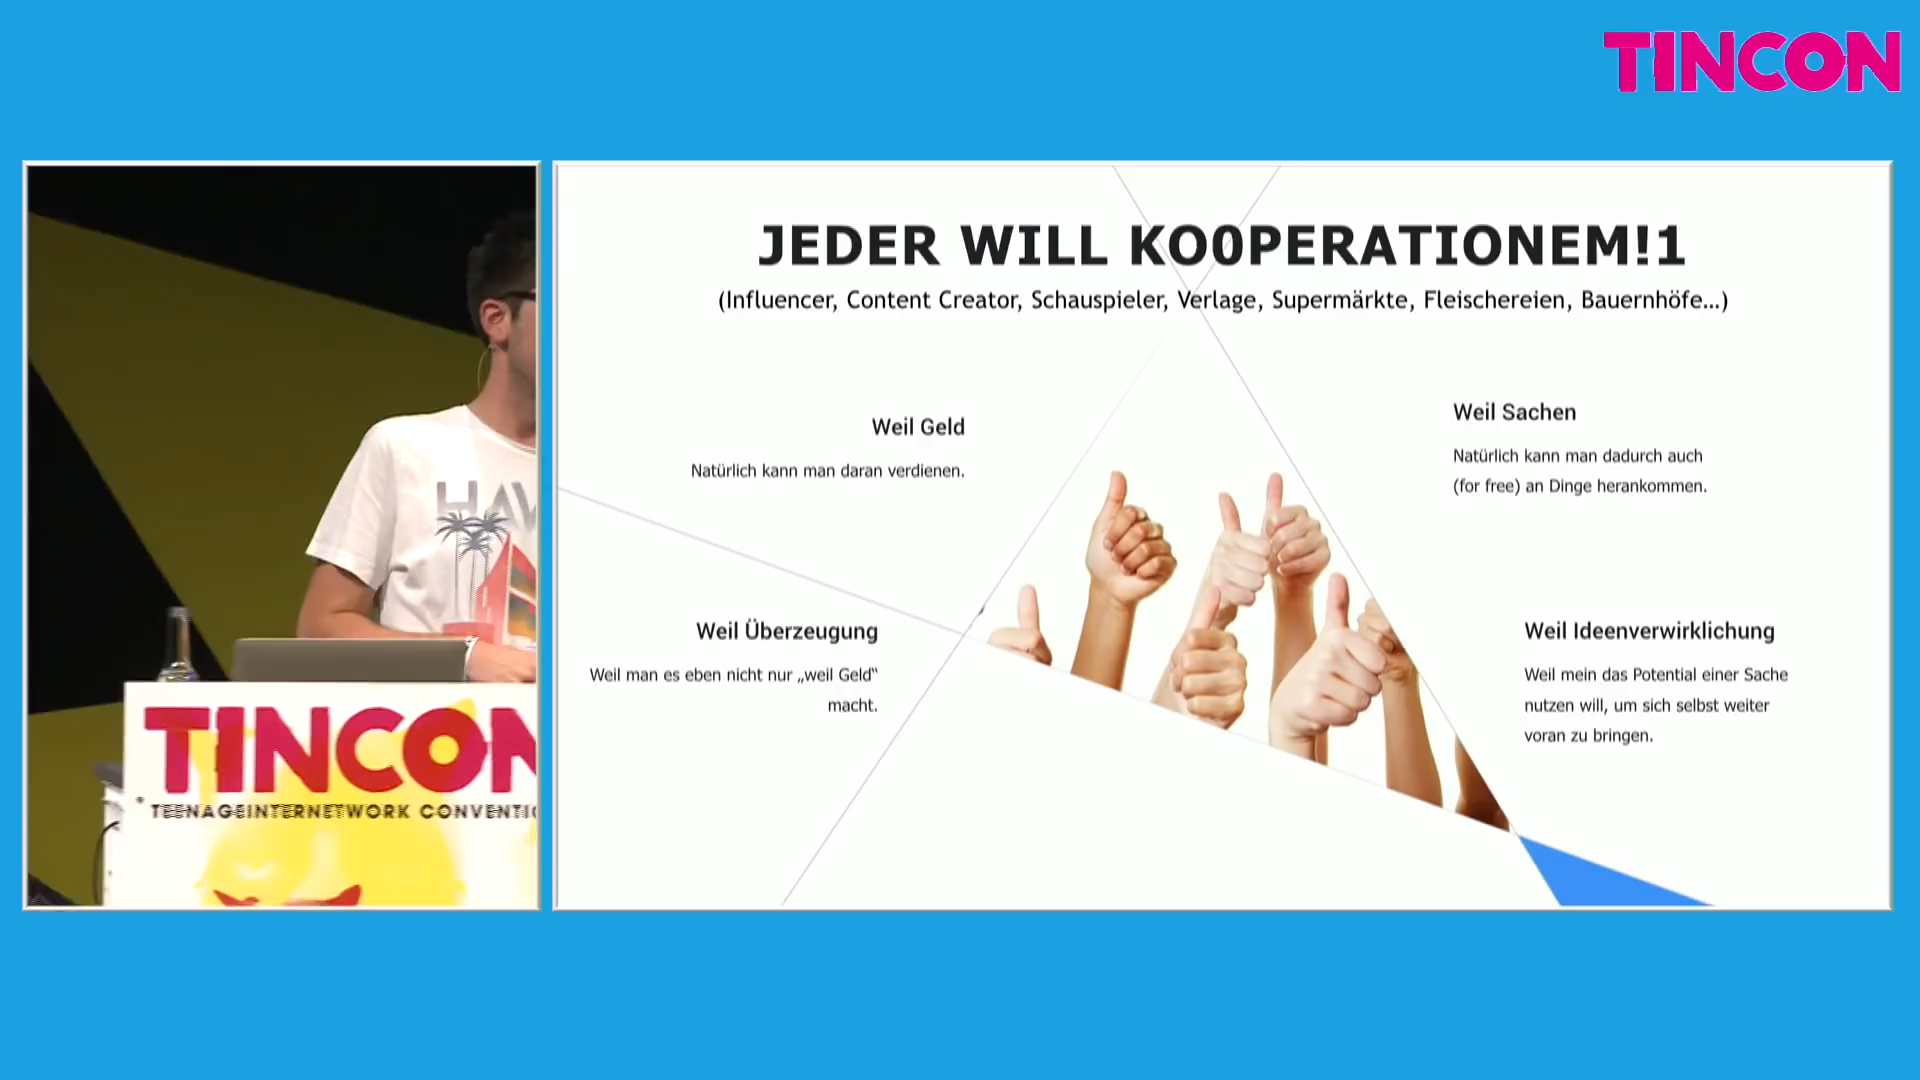 TINCON
JEDER WILL KO0PERATIONEM!1
(Influencer, Content Creator, Schauspieler, Verlage, Supermärkte, Fleischereien, Bauernhöfe...)
Weil Geld
Natürlich kann man daran verdienen.
Weil Sachen
Natürlich kann man dadurch auch
(for free) an Dinge herankommen.
Weil Überzeugung
Weil man es eben nicht nur „weil Geld“
macht.
Weil Ideenverwirklichung
Weil mein das Potential einer Sache
nutzen will, um sich selbst weiter
voran zu bringen.
HAW
TINCON
TEENAGEINTERNETWORK CONVENTIO